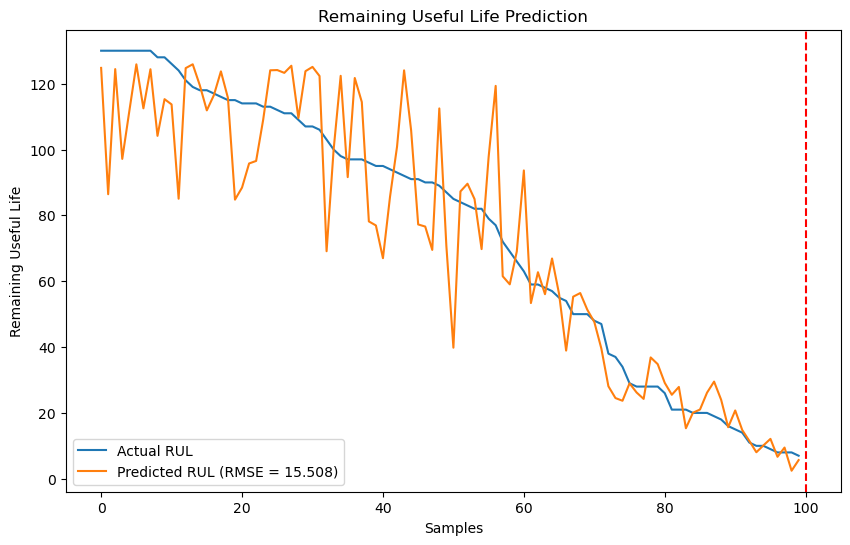 Remaining Useful Life Prediction
Remaining Useful Life
120
100
80
60
40
20
0
Actual RUL
Predicted RUL (RMSE = 15.508)
0 20 40 60 80 100
Samples